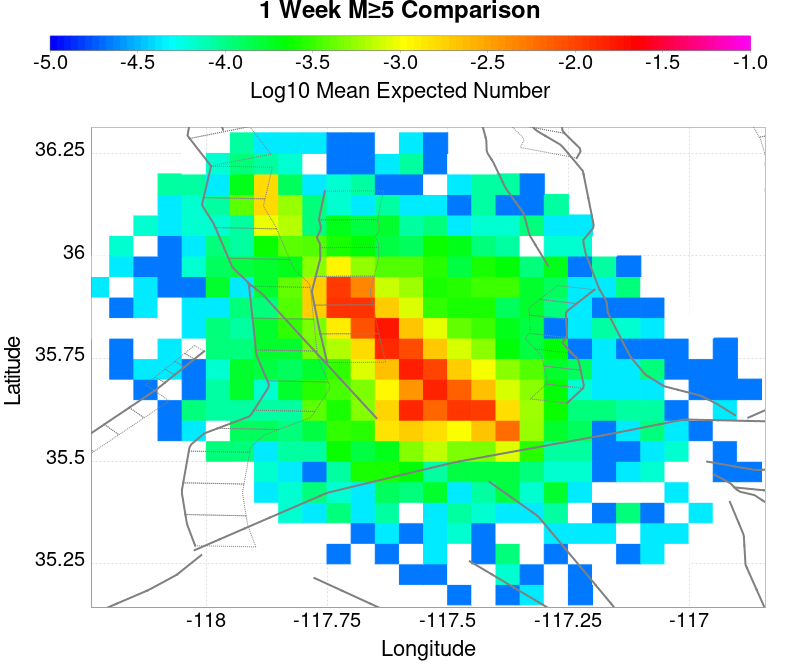 1 Week M≥5 Comparison
-5.0 -4.5 -4.0 -3.5 -3.0 -2.5 -2.0 -1.5 -1.0
Log10 Mean Expected Number
36.25
36
35.75
35.5
35.25
Latitude
-118 -117.75 -117.5 -117.25 -117
Longitude